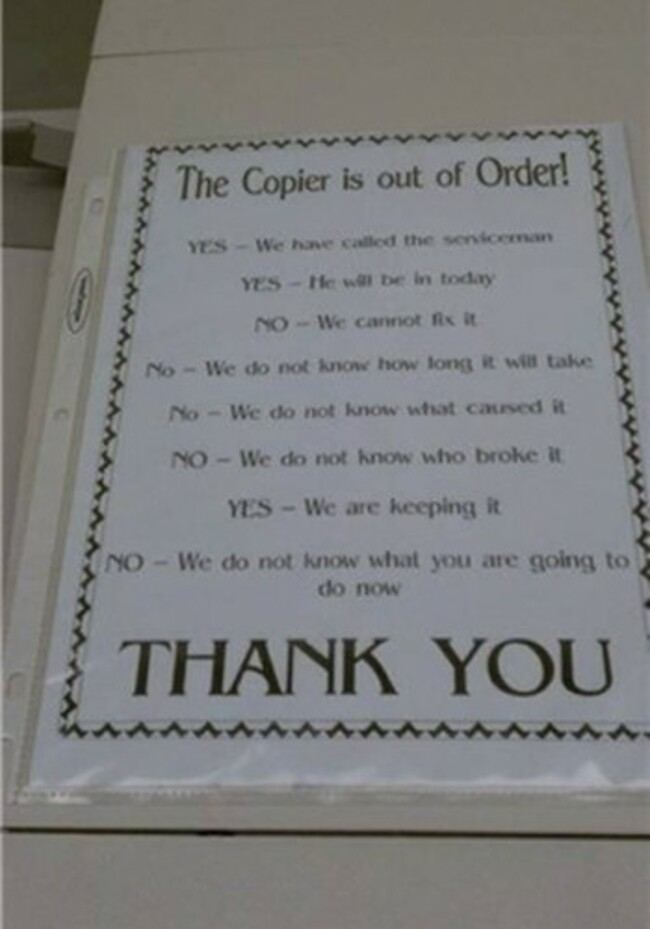 The Copier is out of Order!
YES – We have called the serviceman
YES – He will be in today
NO – We cannot fix it
No – We do not know how long it will take
No – We do not know what caused it
NO – We do not know who broke it
YES – We are keeping it
NO – We do not know what you are going to
do now
THANK YOU